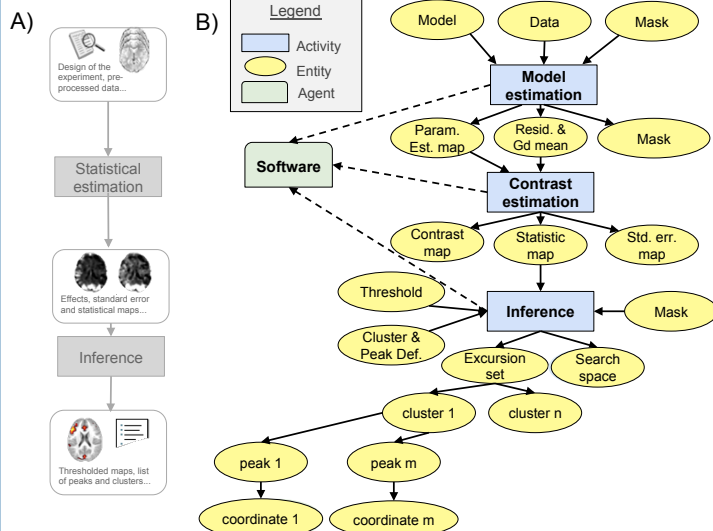 A)
Design of the
experiment, pre-
processed data...
Statistical
estimation
Effects, standard error
and statistical maps...
Inference
Thresholded maps, list
of peaks and clusters...
B)
Legend
Activity
Entity
Agent
Model
Data
Mask
Model
estimation
Param.
Est. map
Resid. &
Gd mean
Mask
Software
Contrast
estimation
Contrast
map
Statistic
map
Std. err.
map
Threshold
Inference
Mask
Cluster &
Peak Def.
Excursion
set
Search
space
cluster 1
cluster n
peak 1
peak m
coordinate 1
coordinate m